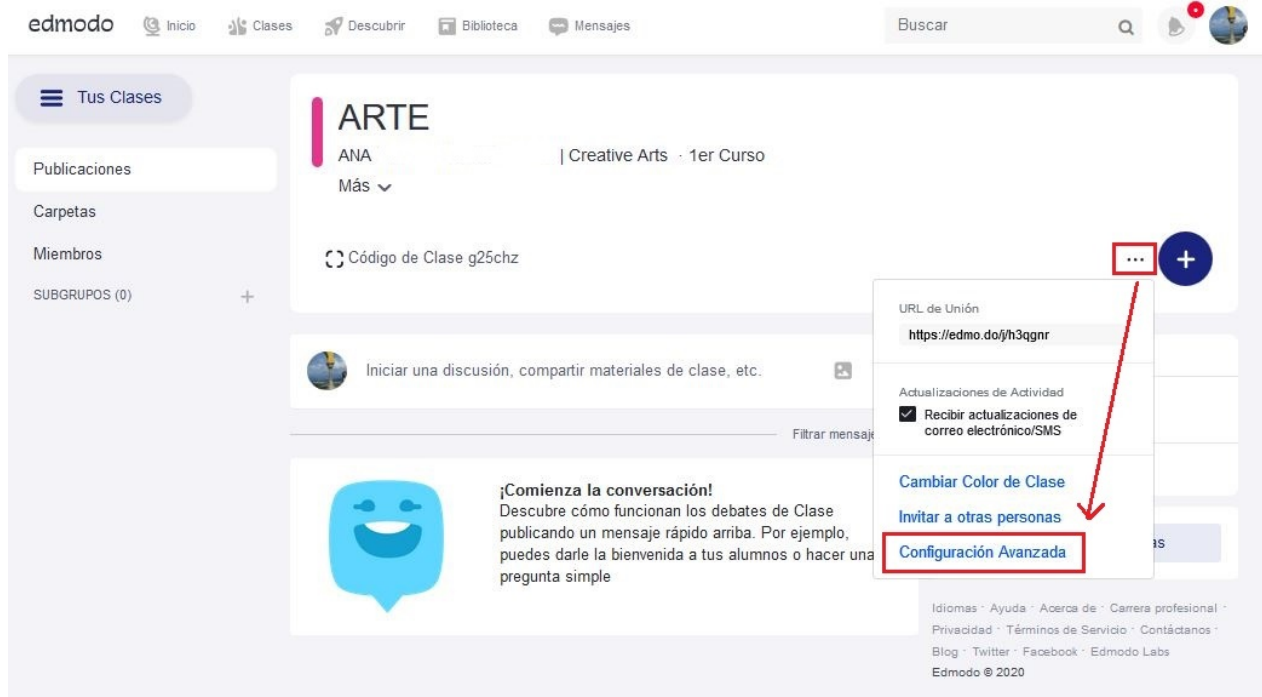 edmodo Inicio Clases Descubrir Biblioteca Mensajes Buscar
Tus Clases
Publicaciones
Carpetas
Miembros
SUBGRUPOS (0) +
ARTE
ANA | Creative Arts · 1er Curso
Más
Código de Clase g25chz
... +
URL de Unión
https://edmo.do/j/h3qgnr
Actualizaciones de Actividad
Recibir actualizaciones de
correo electrónico/SMS
Cambiar Color de Clase
Invitar a otras personas
Configuración Avanzada
Iniciar una discusión, compartir materiales de clase, etc.
Filtrar mensaje
¡Comienza la conversación!
Descubre cómo funcionan los debates de Clase
publicando un mensaje rápido arriba. Por ejemplo,
puedes darle la bienvenida a tus alumnos o hacer una
pregunta simple
as
Idiomas · Ayuda · Acerca de · Carrera profesional ·
Privacidad · Términos de Servicio · Contáctanos ·
Blog · Twitter · Facebook · Edmodo Labs
Edmodo © 2020